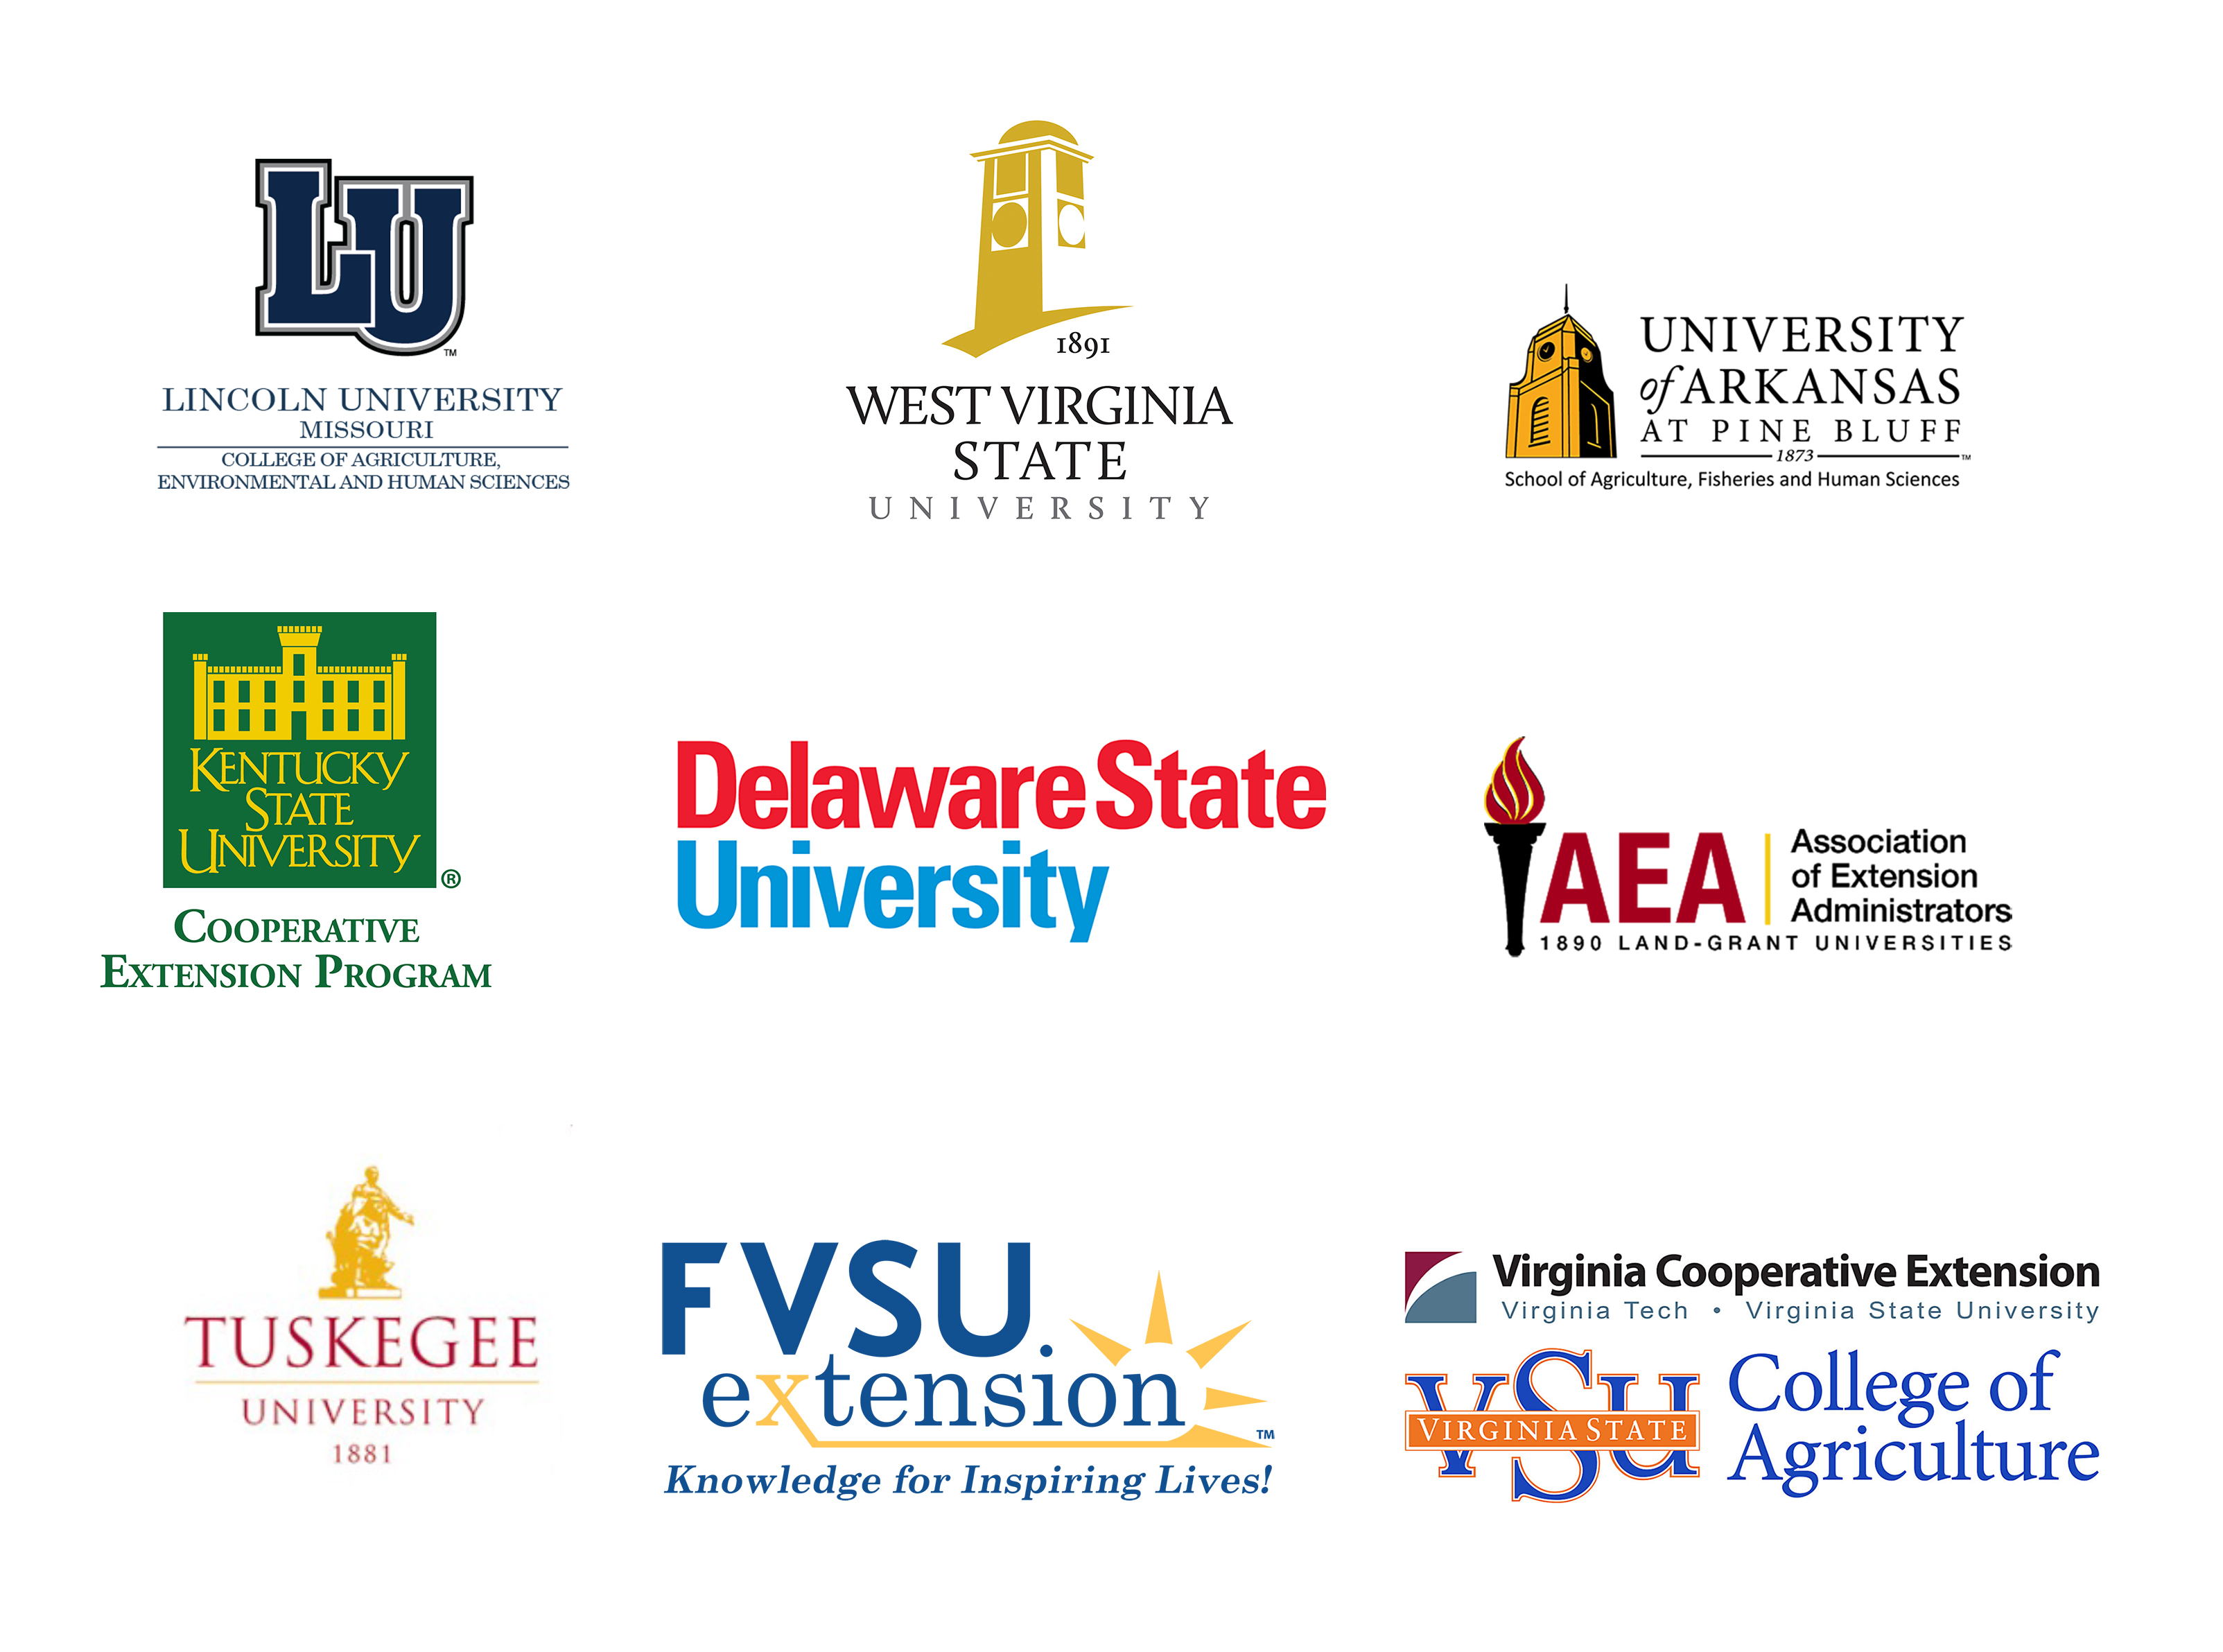 LU
™
LINCOLN UNIVERSITY
MISSOURI
COLLEGE OF AGRICULTURE,
ENVIRONMENTAL AND HUMAN SCIENCES
1891
WEST VIRGINIA
STATE
UNIVERSITY
UNIVERSITY
of ARKANSAS
AT PINE BLUFF
1873
™
School of Agriculture, Fisheries and Human Sciences
KENTUCKY
STATE
UNIVERSITY
®
COOPERATIVE
EXTENSION PROGRAM
Delaware State
University
AEA
Association
of Extension
Administrators
1890 LAND-GRANT UNIVERSITIES
TUSKEGEE
UNIVERSITY
1881
FVSU.
extension
™
Knowledge for Inspiring Lives!
Virginia Cooperative Extension
Virginia Tech • Virginia State University
VSU
VIRGINIA STATE
College of
Agriculture